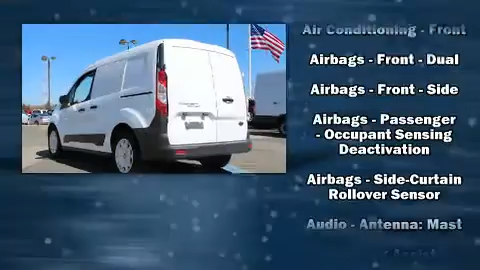 Air Conditioning - Front
Airbags - Front - Dual
Airbags - Front - Side
Airbags - Passenger
- Occupant Sensing
Deactivation
Airbags - Side-Curtain
Rollover Sensor
Audio - Antenna: Mast